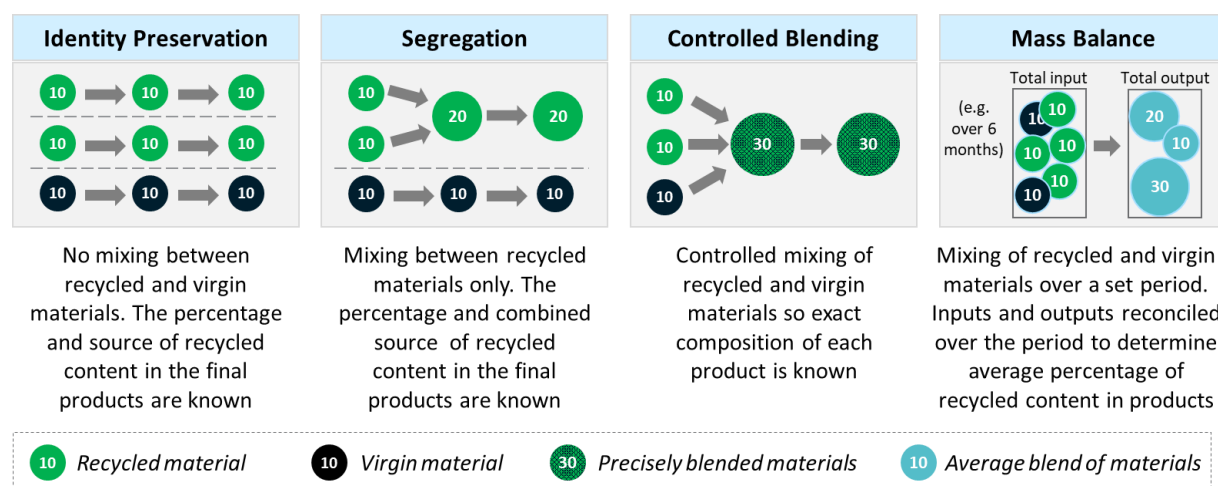 Identity Preservation
10 10 10
10 10 10
10 10 10
No mixing between
recycled and virgin
materials. The percentage
and source of recycled
content in the final
products are known
Segregation
10
20 20
10
10 10 10
Mixing between recycled
materials only. The
percentage and combined
source of recycled
content in the final
products are known
Controlled Blending
10
10 30 30
10
Controlled mixing of
recycled and virgin
materials so exact
composition of each
product is known
Mass Balance
Total input
Total output
(e.g.
over 6
months)
10
10
10
10
10
10
20
10
30
Mixing of recycled and virgin
materials over a set period.
Inputs and outputs reconciled
over the period to determine
average percentage of
recycled content in products
10 Recycled material
10 Virgin material
30 Precisely blended materials
10 Average blend of materials